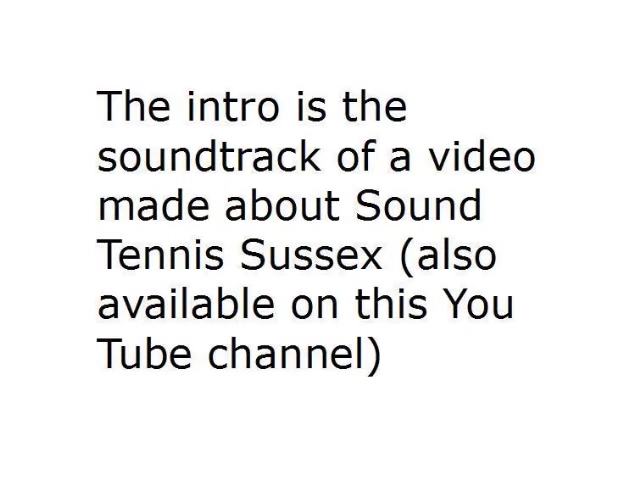 The intro is the
soundtrack of a video
made about Sound
Tennis Sussex (also
available on this You
Tube channel)